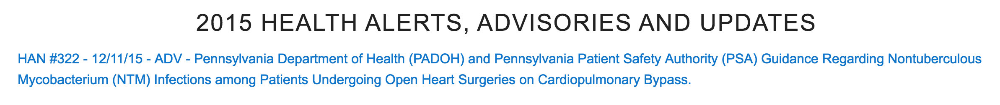 2015 HEALTH ALERTS, ADVISORIES AND UPDATES
HAN #322 - 12/11/15 - ADV - Pennsylvania Department of Health (PADOH) and Pennsylvania Patient Safety Authority (PSA) Guidance Regarding Nontuberculous
Mycobacterium (NTM) Infections among Patients Undergoing Open Heart Surgeries on Cardiopulmonary Bypass.